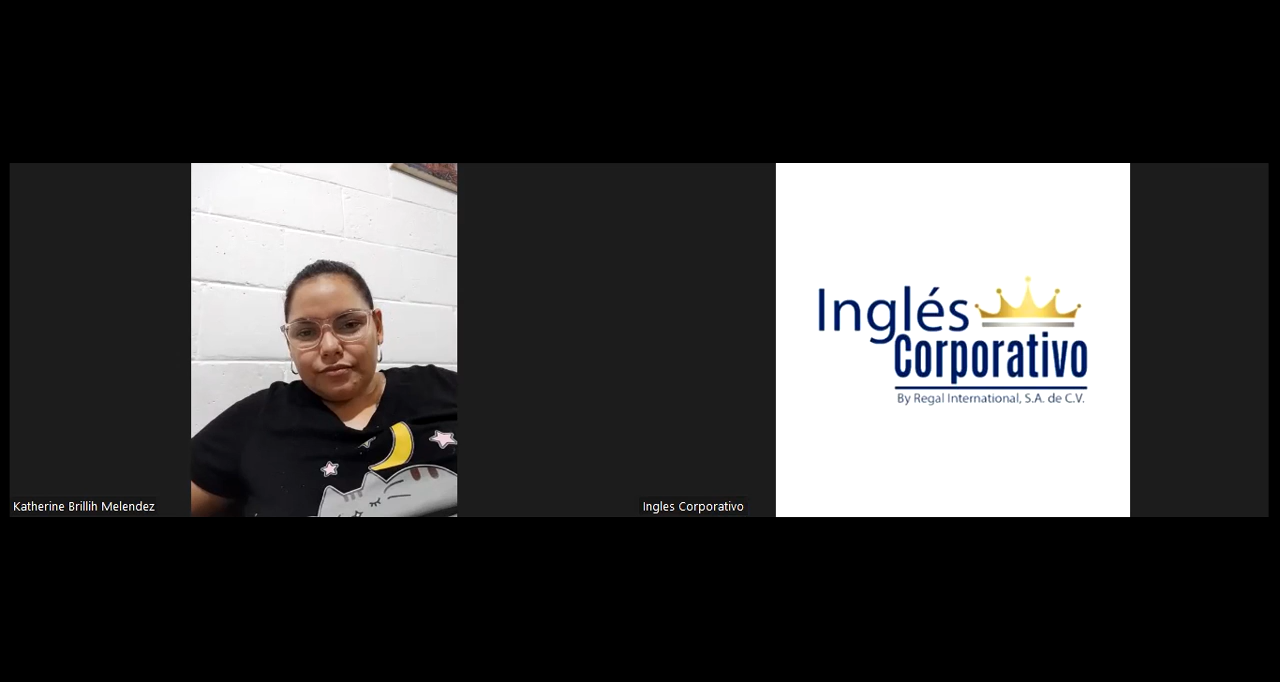 Inglés
Corporativo
By Regal International, S.A. de C.V.
Katherine Brillih Melendez
Ingles Corporativo